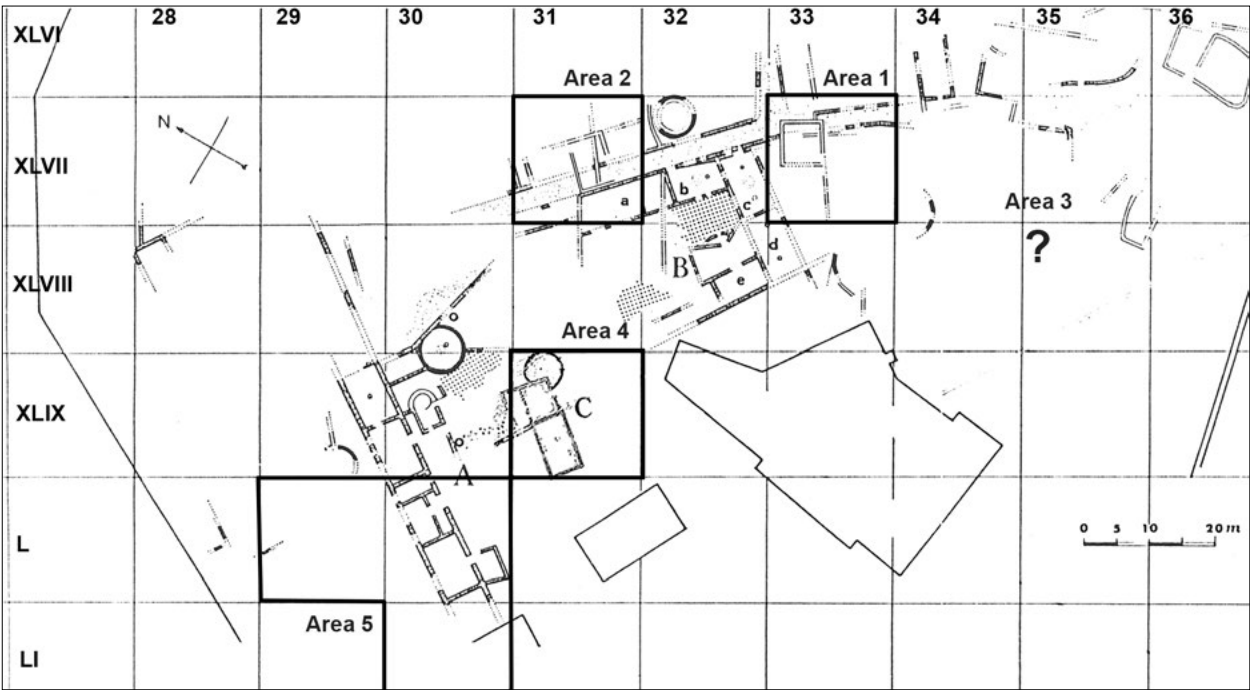 28 29 30 31 32 33 34 35 36
XLVI
Area 2 Area 1
N
XLVII
a b c
Area 3
d
?
B
XLVIII
e
Area 4
XLIX
C
A
L
0 5 10 20 m
Area 5
LI